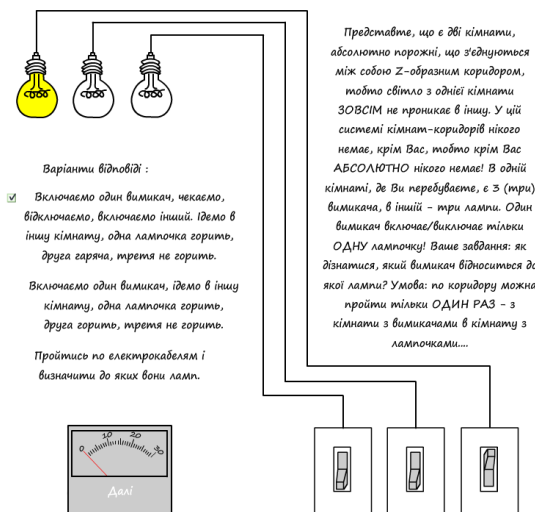 Представте, що є дві кімнати,
абсолютно порожні, що з'єднуються
між собою Z-образним коридором,
тобто світло з однієї кімнати
ЗОВСІМ не проникає в іншу. У цій
системі кімнат-коридорів нікого
немає, крім Вас, тобто крім Вас
АБСОЛЮТНО нікого немає! В одній
кімнаті, де Ви перебуваєте, є 3 (три)
вимикача, в іншій - три лампи. Один
вимикач включає/виключає тільки
ОДНУ лампочку! Ваше завдання: як
дізнатися, який вимикач відноситься до
якої лампи? Умова: по коридору можна
пройти тільки ОДИН РАЗ - з
кімнати з вимикачами в кімнату з
лампочками....
Варіанти відповіді :
Включаємо один вимикач, чекаємо,
відключаємо, включаємо інший. Ідемо в
іншу кімнату, одна лампочка горить,
друга гаряча, третя не горить.
Включаємо один вимикач, ідемо в іншу
кімнату, одна лампочка горить,
друга горить, третя не горить.
Пройтись по електрокабелям і
визначити до яких вони ламп.
0 10 20 30
Далі